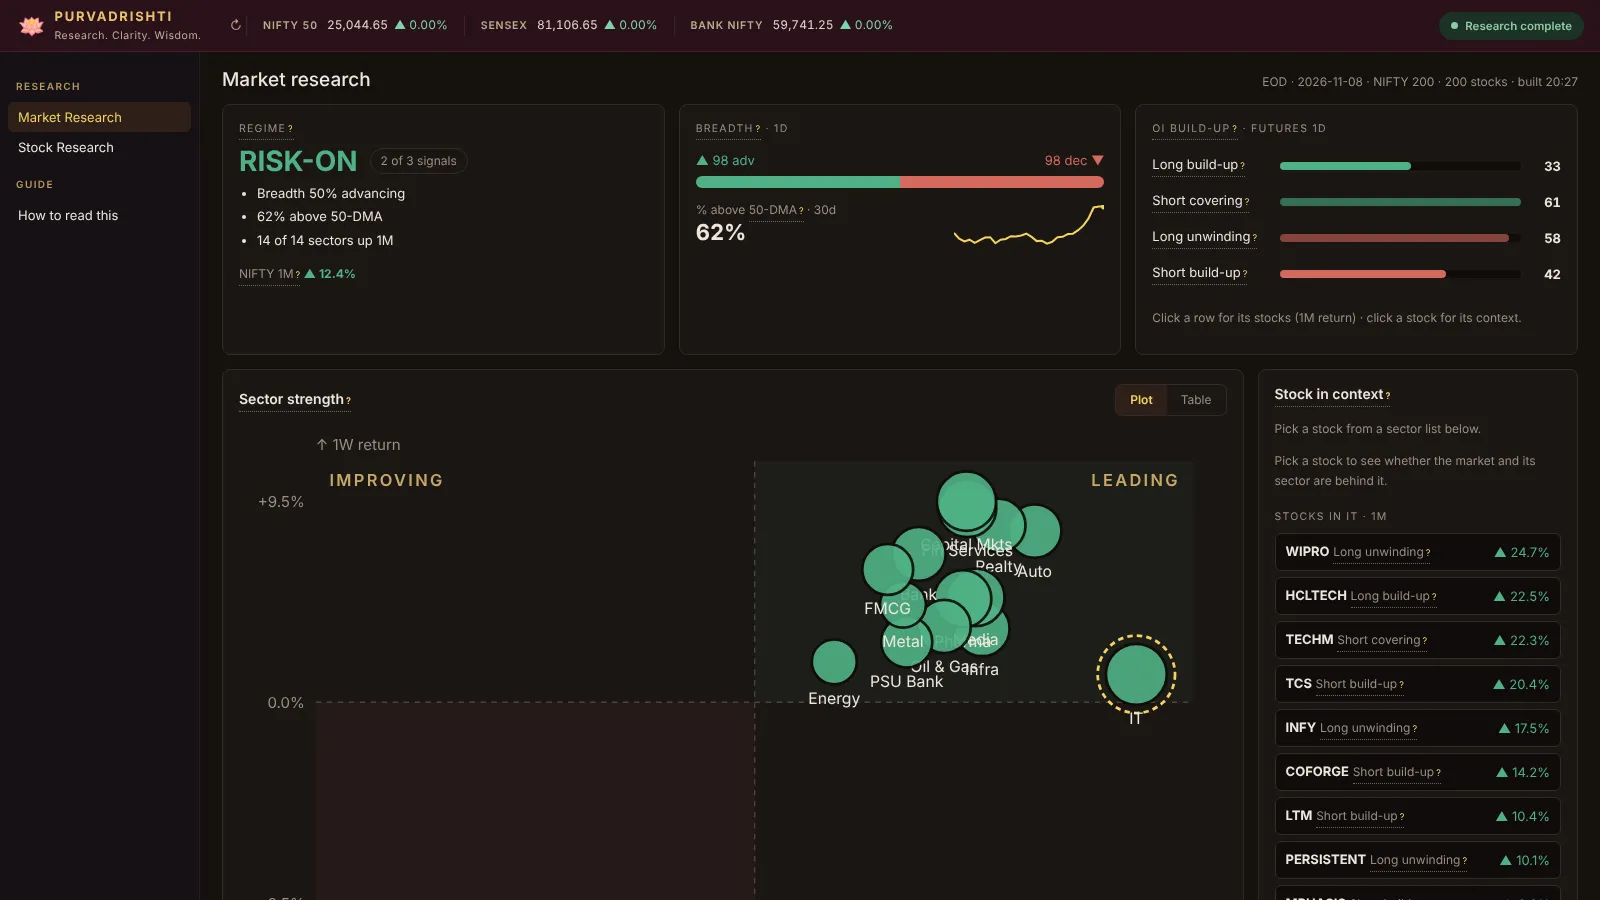 PURVADRISHTI
Research. Clarity. Wisdom.
NIFTY 50 25,044.65 ▲ 0.00%
SENSEX 81,106.65 ▲ 0.00%
BANK NIFTY 59,741.25 ▲ 0.00%
Research complete
RESEARCH
Market Research
Stock Research
GUIDE
How to read this
Market research
EOD · 2026-11-08 · NIFTY 200 · 200 stocks · built 20:27
REGIME?
RISK-ON 2 of 3 signals
• Breadth 50% advancing
• 62% above 50-DMA
• 14 of 14 sectors up 1M
NIFTY 1M? ▲ 12.4%
BREADTH? · 1D
▲ 98 adv 98 dec ▼
% above 50-DMA? · 30d
62%
OI BUILD-UP? · FUTURES 1D
Long build-up? 33
Short covering? 61
Long unwinding? 58
Short build-up? 42
Click a row for its stocks (1M return) · click a stock for its context.
Sector strength?
Plot Table
↑ 1W return
IMPROVING LEADING
+9.5%
Capital Mkts
Fin Services
Realty
Auto
Bank
FMCG
Metal
Pharma
Media
Oil & Gas
Infra
PSU Bank
Energy
0.0%
IT
Stock in context?
Pick a stock from a sector list below.
Pick a stock to see whether the market and its
sector are behind it.
STOCKS IN IT · 1M
WIPRO Long unwinding? ▲ 24.7%
HCLTECH Long build-up? ▲ 22.5%
TECHM Short covering? ▲ 22.3%
TCS Short build-up? ▲ 20.4%
INFY Long unwinding? ▲ 17.5%
COFORGE Short build-up? ▲ 14.2%
LTM Short build-up? ▲ 10.4%
PERSISTENT Long unwinding? ▲ 10.1%